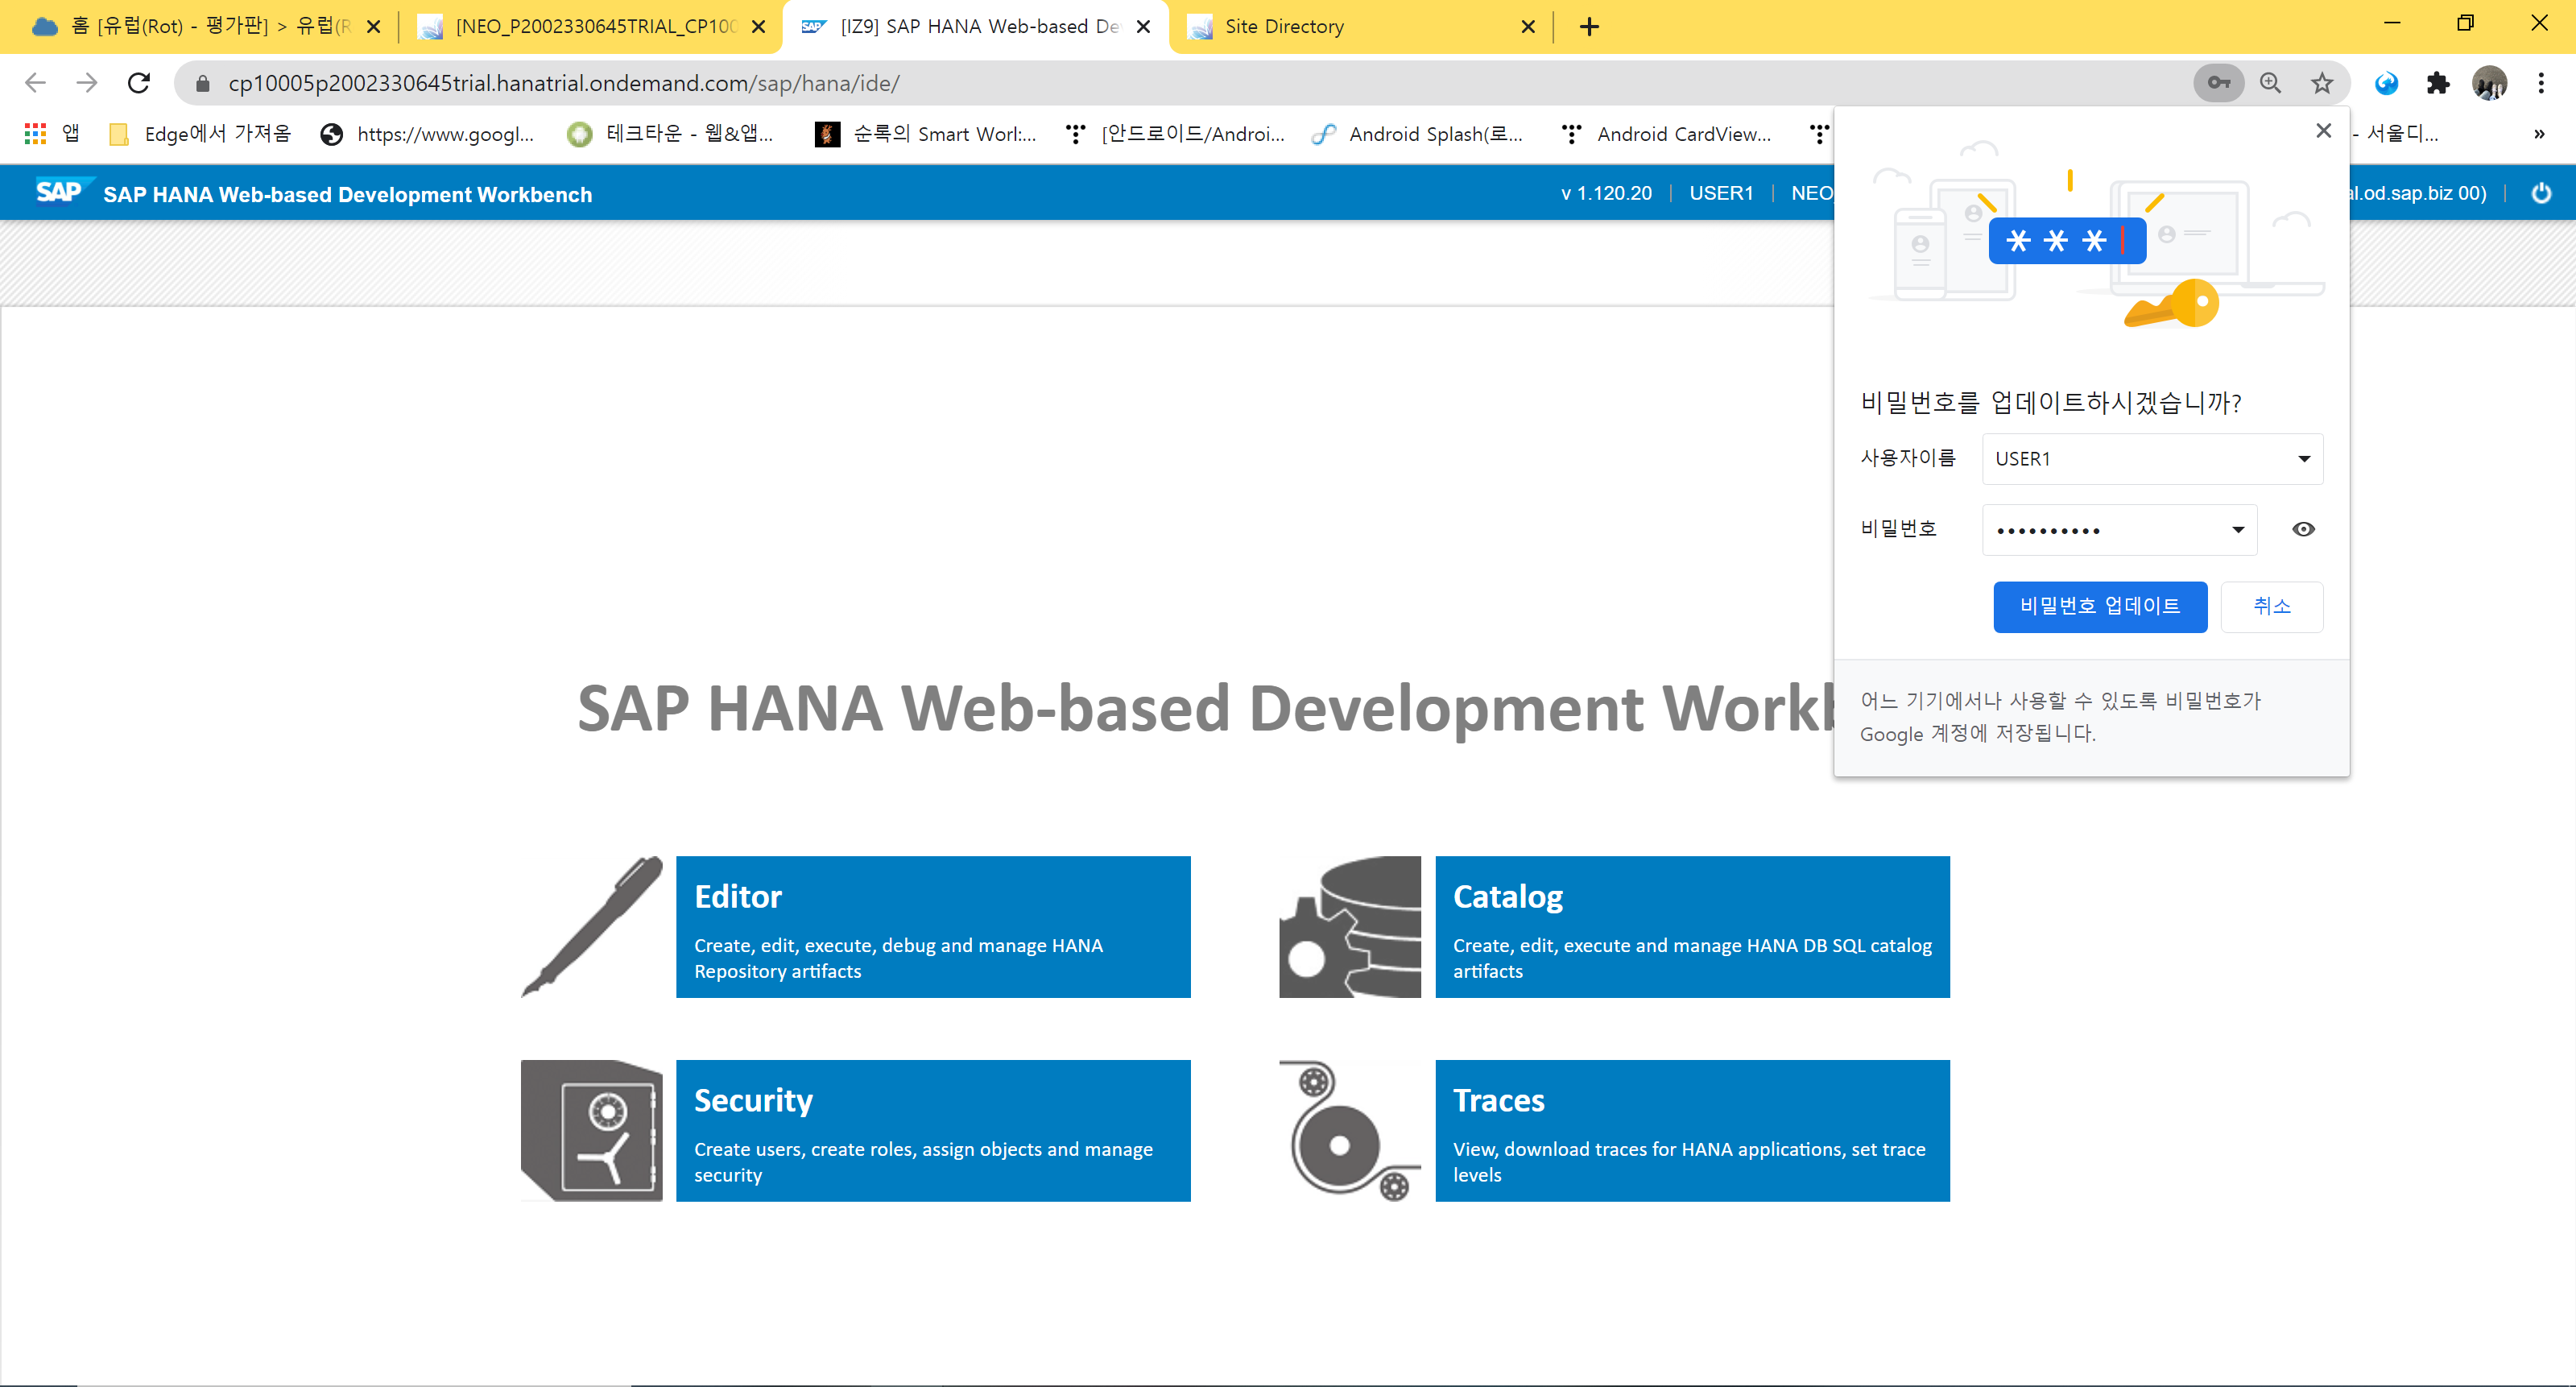 홈 [유럽(Rot) - 평가판] > 유럽(R
[NEO_P2002330645TRIAL_CP100
[IZ9] SAP HANA Web-based De
Site Directory
cp10005p2002330645trial.hanatrial.ondemand.com/sap/hana/ide/
앱
Edge에서 가져옴
https://www.googl...
테크타운 - 웹&앱...
순록의 Smart Worl:...
[안드로이드/Androi...
Android Splash(로...
Android CardView...
- 서울디...
»
SAP SAP HANA Web-based Development Workbench
v 1.120.20 | USER1 | NEO
al.od.sap.biz 00) |
***
비밀번호를 업데이트하시겠습니까?
사용자이름 USER1
비밀번호 ••••••••••
비밀번호 업데이트 취소
어느 기기에서나 사용할 수 있도록 비밀번호가
Google 계정에 저장됩니다.
SAP HANA Web-based Development Workb
Editor
Create, edit, execute, debug and manage HANA
Repository artifacts
Catalog
Create, edit, execute and manage HANA DB SQL catalog
artifacts
Security
Create users, create roles, assign objects and manage
security
Traces
View, download traces for HANA applications, set trace
levels